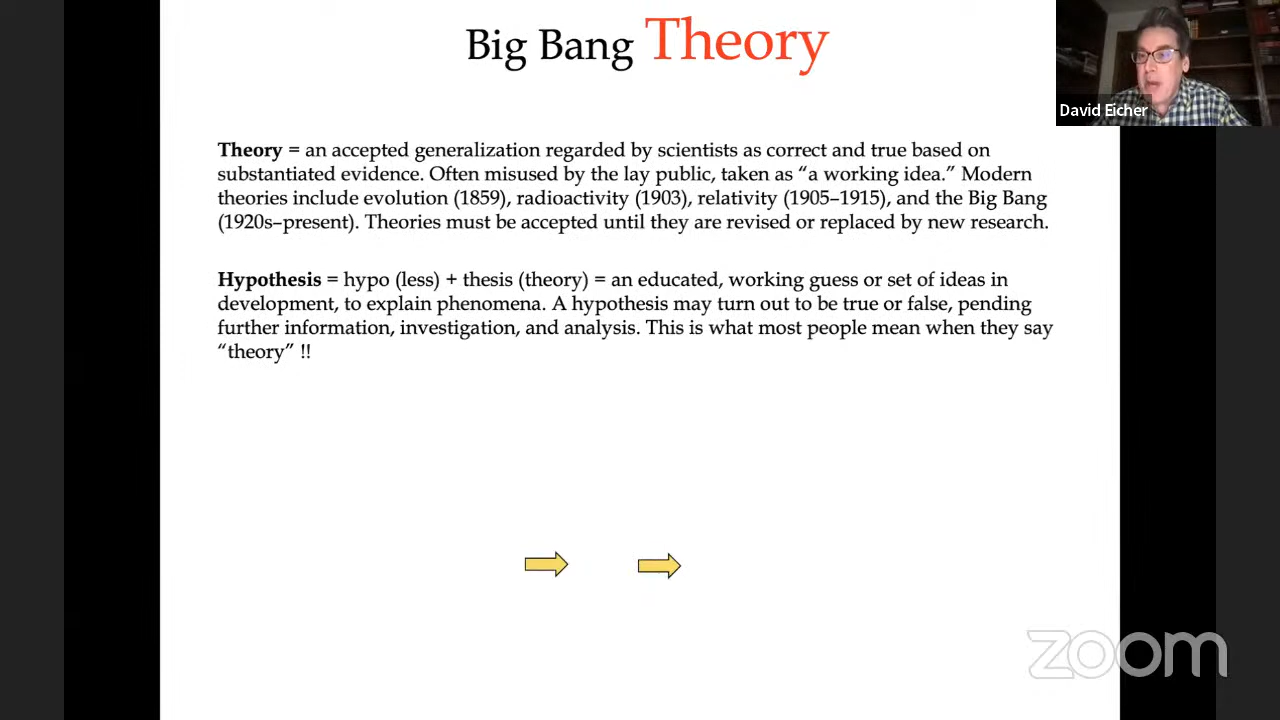 Big Bang Theory
David Eicher
Theory = an accepted generalization regarded by scientists as correct and true based on
substantiated evidence. Often misused by the lay public, taken as “a working idea.” Modern
theories include evolution (1859), radioactivity (1903), relativity (1905–1915), and the Big Bang
(1920s–present). Theories must be accepted until they are revised or replaced by new research.
Hypothesis = hypo (less) + thesis (theory) = an educated, working guess or set of ideas in
development, to explain phenomena. A hypothesis may turn out to be true or false, pending
further information, investigation, and analysis. This is what most people mean when they say
“theory” !!
zoom